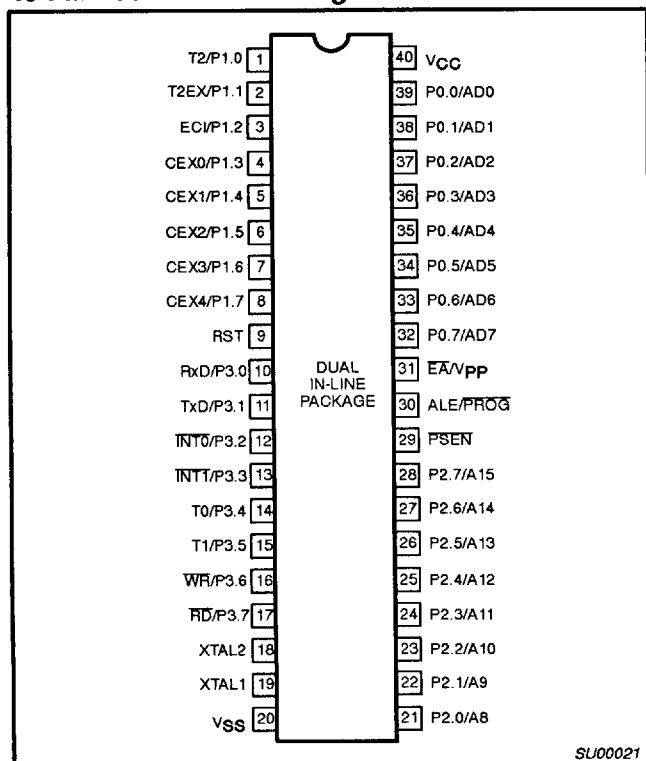 T2/P1.0 1
T2EX/P1.1 2
ECI/P1.2 3
CEX0/P1.3 4
CEX1/P1.4 5
CEX2/P1.5 6
CEX3/P1.6 7
CEX4/P1.7 8
RST 9
RxD/P3.0 10
TxD/P3.1 11
INT0/P3.2 12
INT1/P3.3 13
T0/P3.4 14
T1/P3.5 15
WR/P3.6 16
RD/P3.7 17
XTAL2 18
XTAL1 19
VSS 20
DUAL
IN-LINE
PACKAGE
40 VCC
39 P0.0/AD0
38 P0.1/AD1
37 P0.2/AD2
36 P0.3/AD3
35 P0.4/AD4
34 P0.5/AD5
33 P0.6/AD6
32 P0.7/AD7
31 EA/VPP
30 ALE/PROG
29 PSEN
28 P2.7/A15
27 P2.6/A14
26 P2.5/A13
25 P2.4/A12
24 P2.3/A11
23 P2.2/A10
22 P2.1/A9
21 P2.0/A8
SU00021